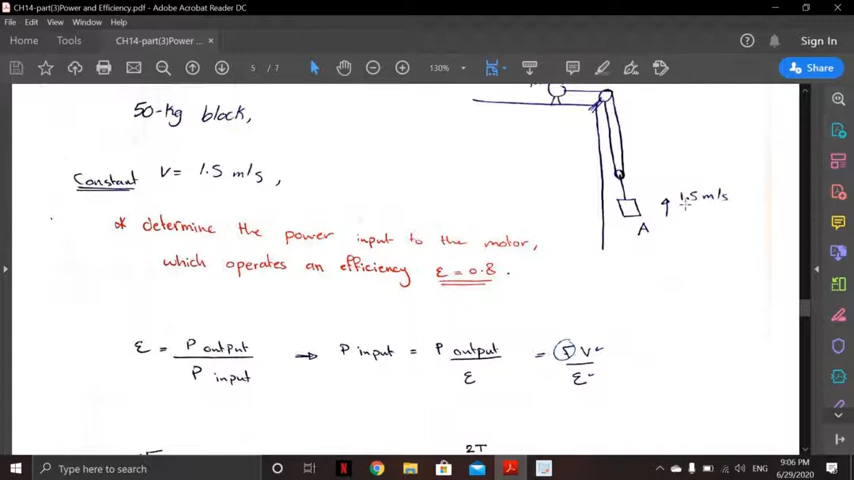 CH14-part(3)Power and Efficiency.pdf - Adobe Acrobat Reader DC
File Edit View Window Help
Home Tools CH14-part(3)Power ... × Sign In
5 / 7 130% Share
50-kg block,
Constant V = 1.5 m/s,
* determine the power input to the motor,
which operates an efficiency ε = 0.8.
1.5 m/s
A
ε = P output / P input → P input = P output / ε = F V / ε
2T
Type here to search
ENG 9:06 PM
6/29/2020